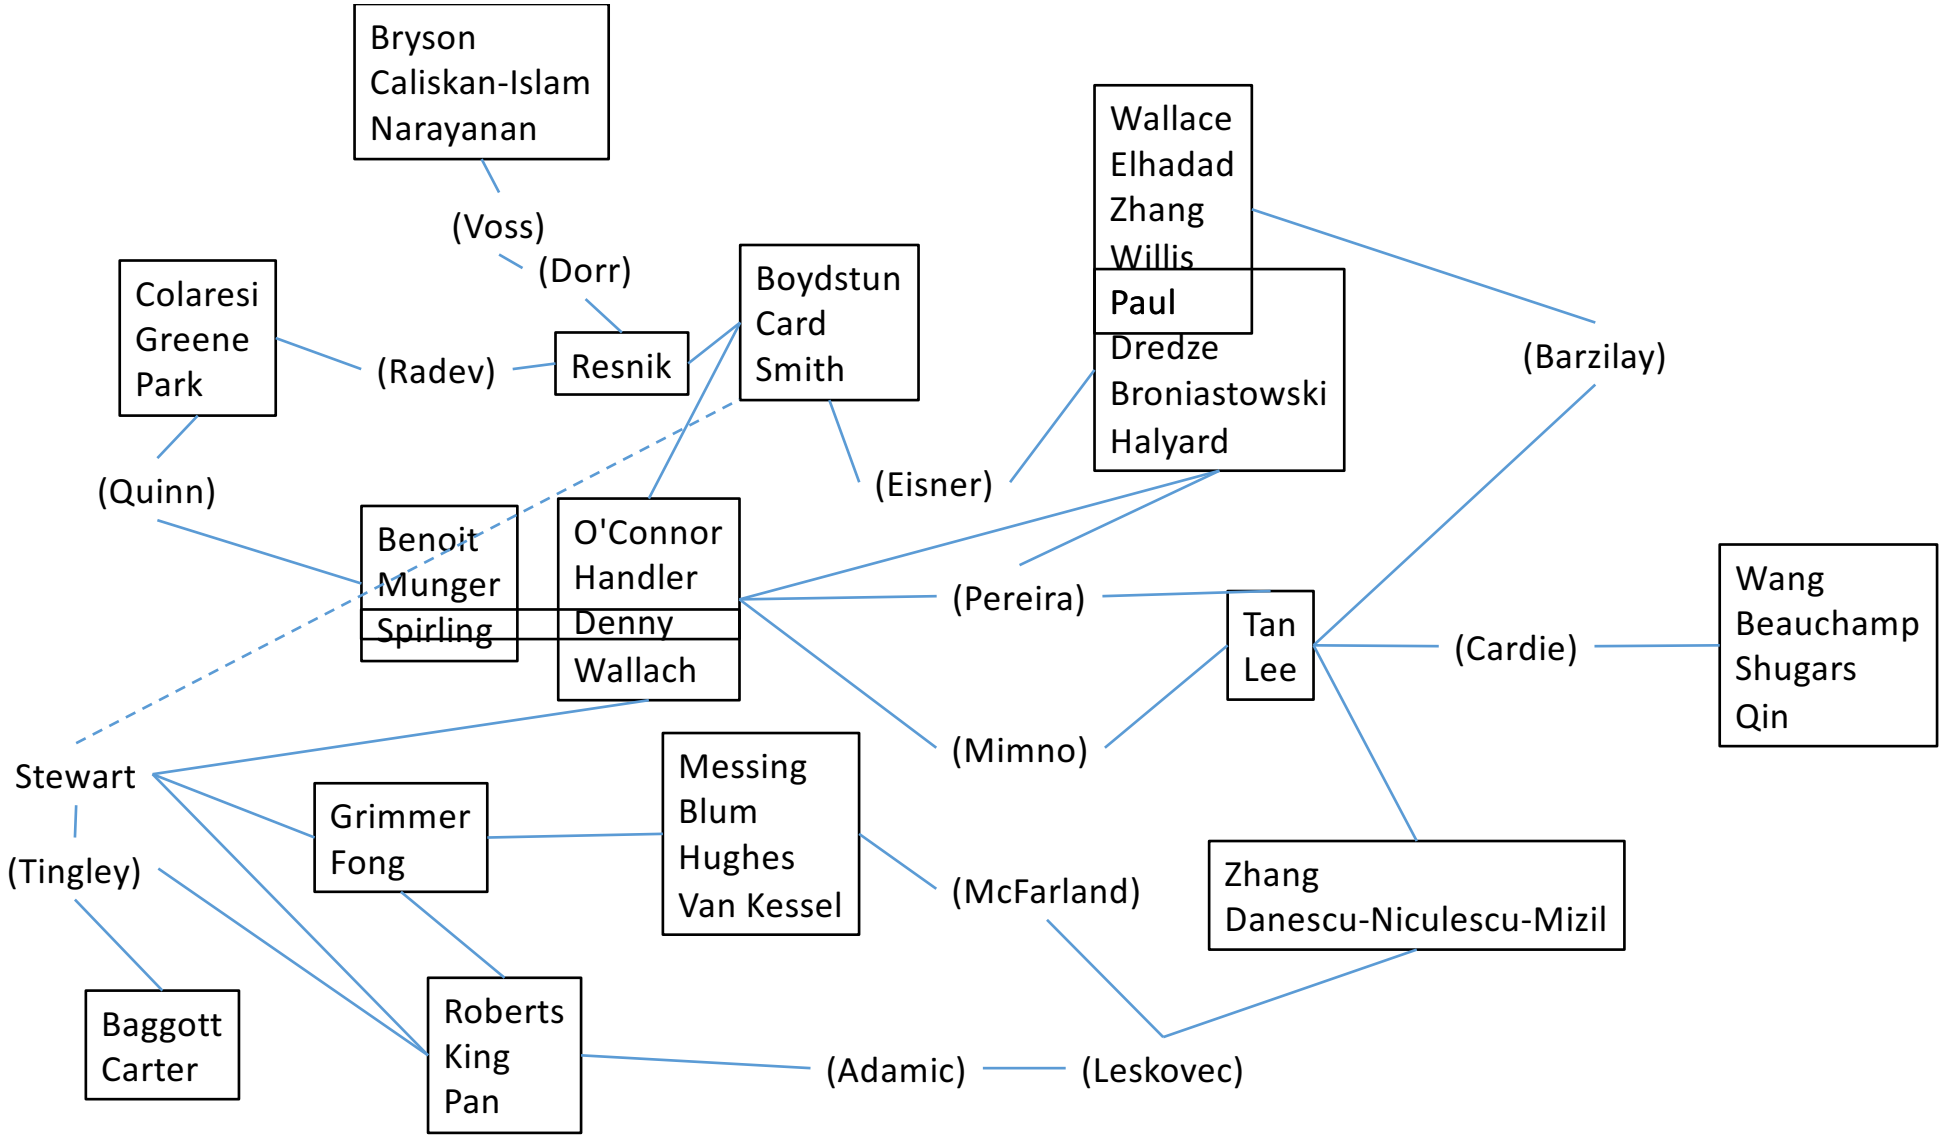 Bryson
Caliskan-Islam
Narayanan
(Voss)
(Dorr)
Colaresi
Greene
Park
(Radev)
Resnik
Boydstun
Card
Smith
Wallace
Elhadad
Zhang
Willis
Paul
Dredze
Broniastowski
Halyard
(Barzilay)
(Quinn)
(Eisner)
Benoit
Munger
Spirling
O'Connor
Handler
Denny
Wallach
(Pereira)
Tan
Lee
(Cardie)
Wang
Beauchamp
Shugars
Qin
(Mimno)
Stewart
(Tingley)
Grimmer
Fong
Messing
Blum
Hughes
Van Kessel
(McFarland)
Zhang
Danescu-Niculescu-Mizil
Baggott
Carter
Roberts
King
Pan
(Adamic)
(Leskovec)